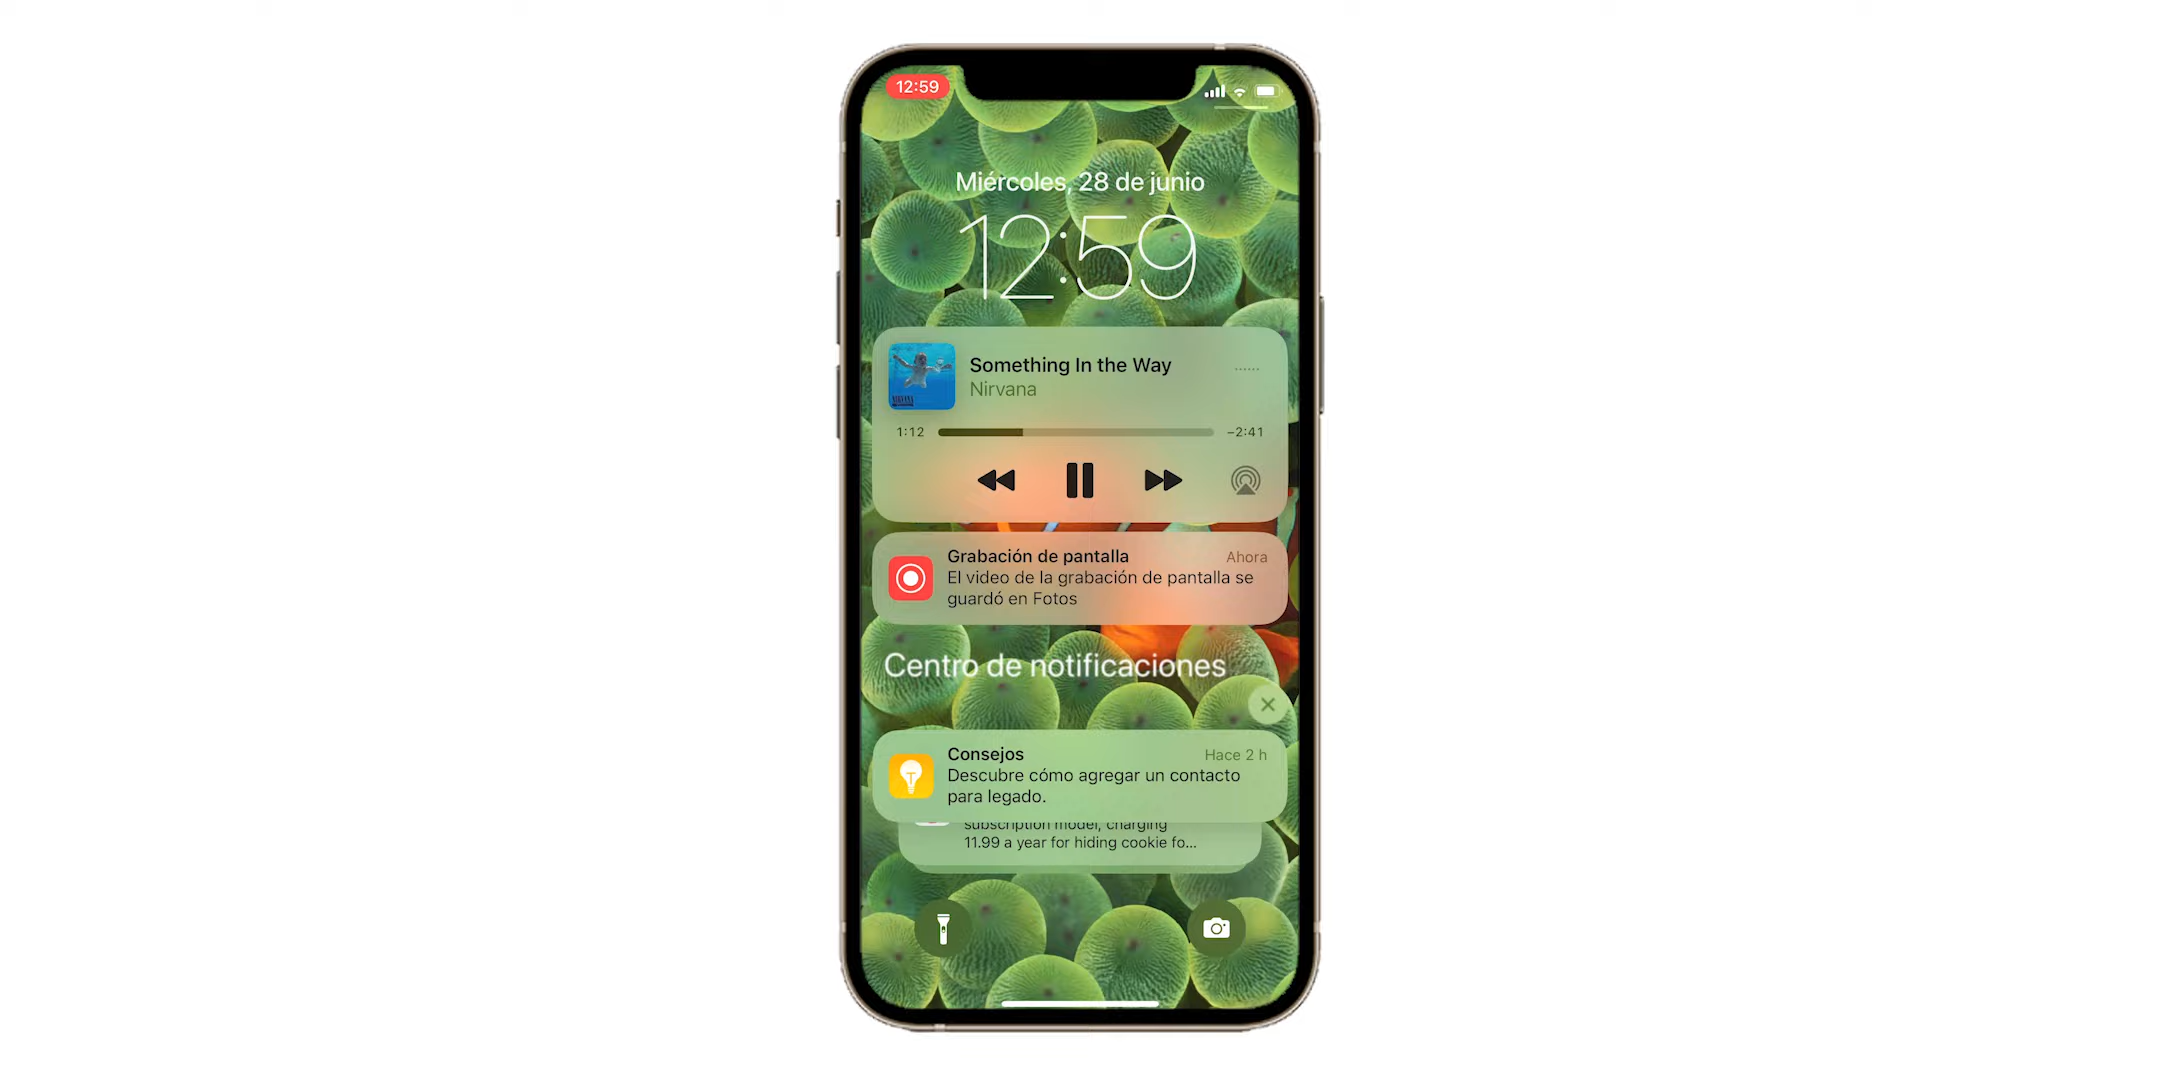 12:59
Miércoles, 28 de junio
12:59
Something In the Way
Nirvana
1:12
−2:41
Grabación de pantalla
Ahora
El video de la grabación de pantalla se
guardó en Fotos
Centro de notificaciones
Consejos
Hace 2 h
Descubre cómo agregar un contacto
para legado.
subscription model, charging
11.99 a year for hiding cookie fo...
NIRVANA